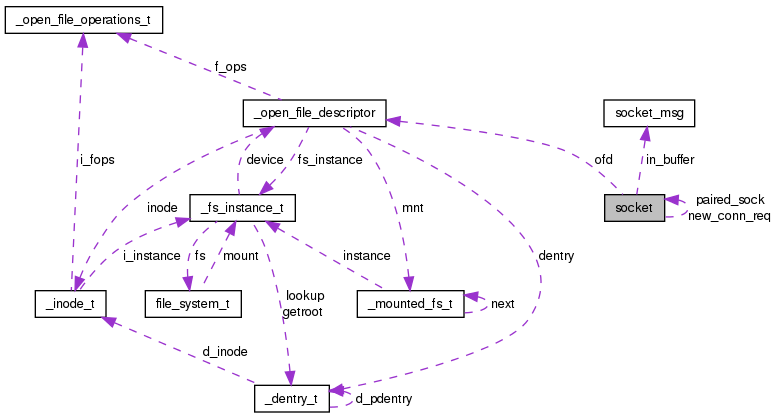 _open_file_operations_t
f_ops
_open_file_descriptor
socket_msg
i_fops
device
fs_instance
ofd
in_buffer
inode
_fs_instance_t
mnt
socket
paired_sock
new_conn_req
i_instance
fs
mount
instance
dentry
_inode_t
file_system_t
lookup
getroot
_mounted_fs_t
next
d_inode
_dentry_t
d_pdentry